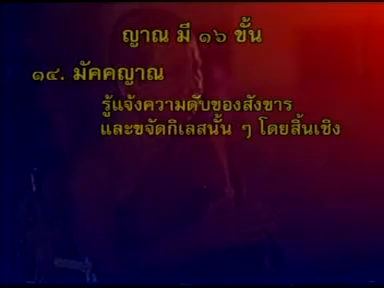 ญาณ มี ๑๖ ขั้น
๑๔. มัคคญาณ
รู้แจ้งความดับของสังขาร
และขจัดกิเลสนั้น ๆ โดยสิ้นเชิง